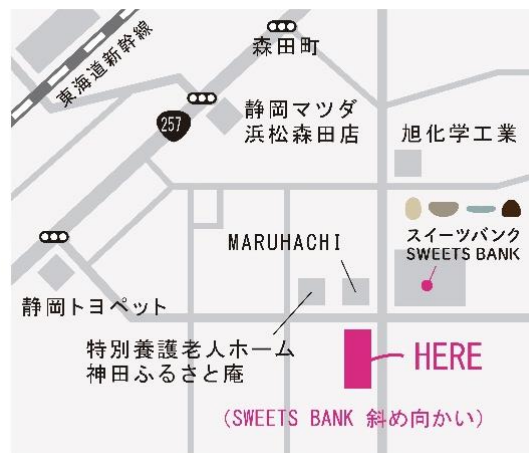 東海道新幹線
森田町
257
静岡マツダ
浜松森田店
旭化学工業
スイーツバンク
SWEETS BANK
MARUHACHI
静岡トヨペット
特別養護老人ホーム
神田ふるさと庵
HERE
(SWEETS BANK 斜め向かい)